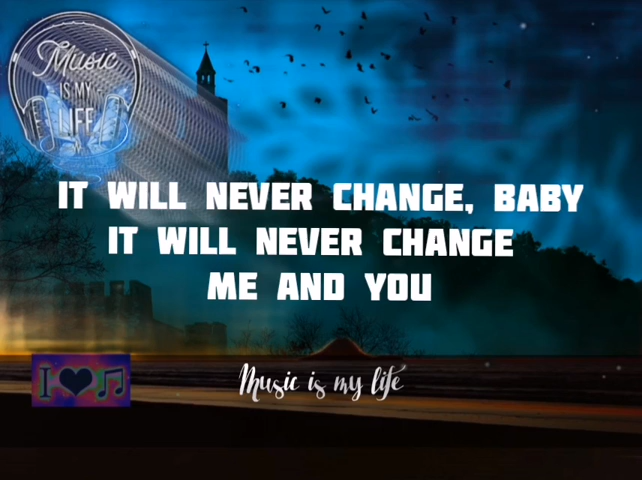 Music
IS MY
LIFE
IT WILL NEVER CHANGE, BABY
IT WILL NEVER CHANGE
ME AND YOU
I
Music is my life